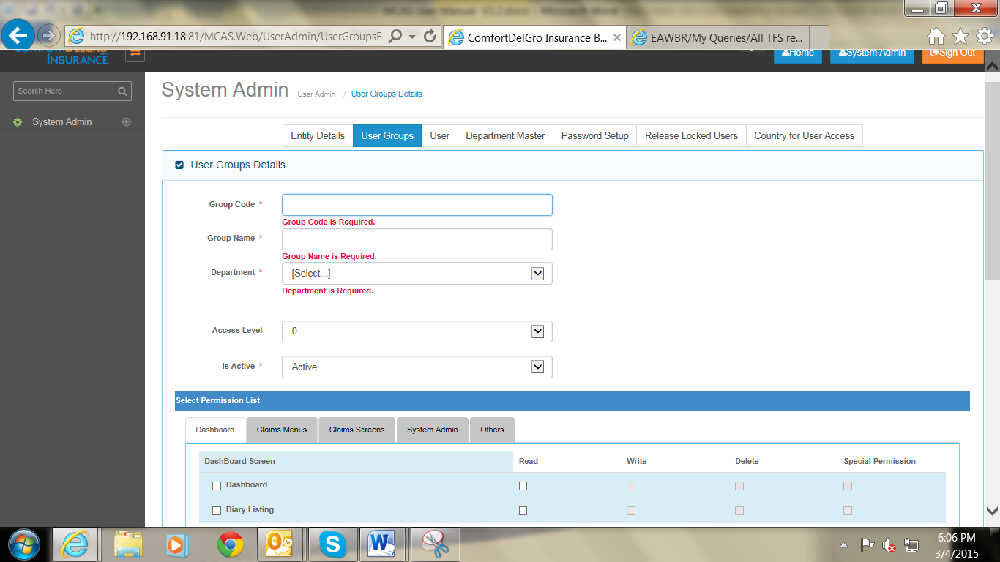 MCAS User Manual V2.2.docx - Microsoft Word
http://192.168.91.18:81/MCAS.Web/UserAdmin/UserGroupsE
ComfortDelGro Insurance B...
EAWBR/My Queries/All TFS re...
COMFORTDELGRO
INSURANCE
Home
System Admin
Sign Out
Search Here
System Admin
System Admin User Admin / User Groups Details
Entity Details User Groups User Department Master Password Setup Release Locked Users Country for User Access
User Groups Details
Group Code *
Group Code is Required.
Group Name *
Group Name is Required.
Department * [Select...]
Department is Required.
Access Level 0
Is Active * Active
Select Permission List
Dashboard Claims Menus Claims Screens System Admin Others
DashBoard Screen Read Write Delete Special Permission
Dashboard
Diary Listing
6:06 PM
3/4/2015